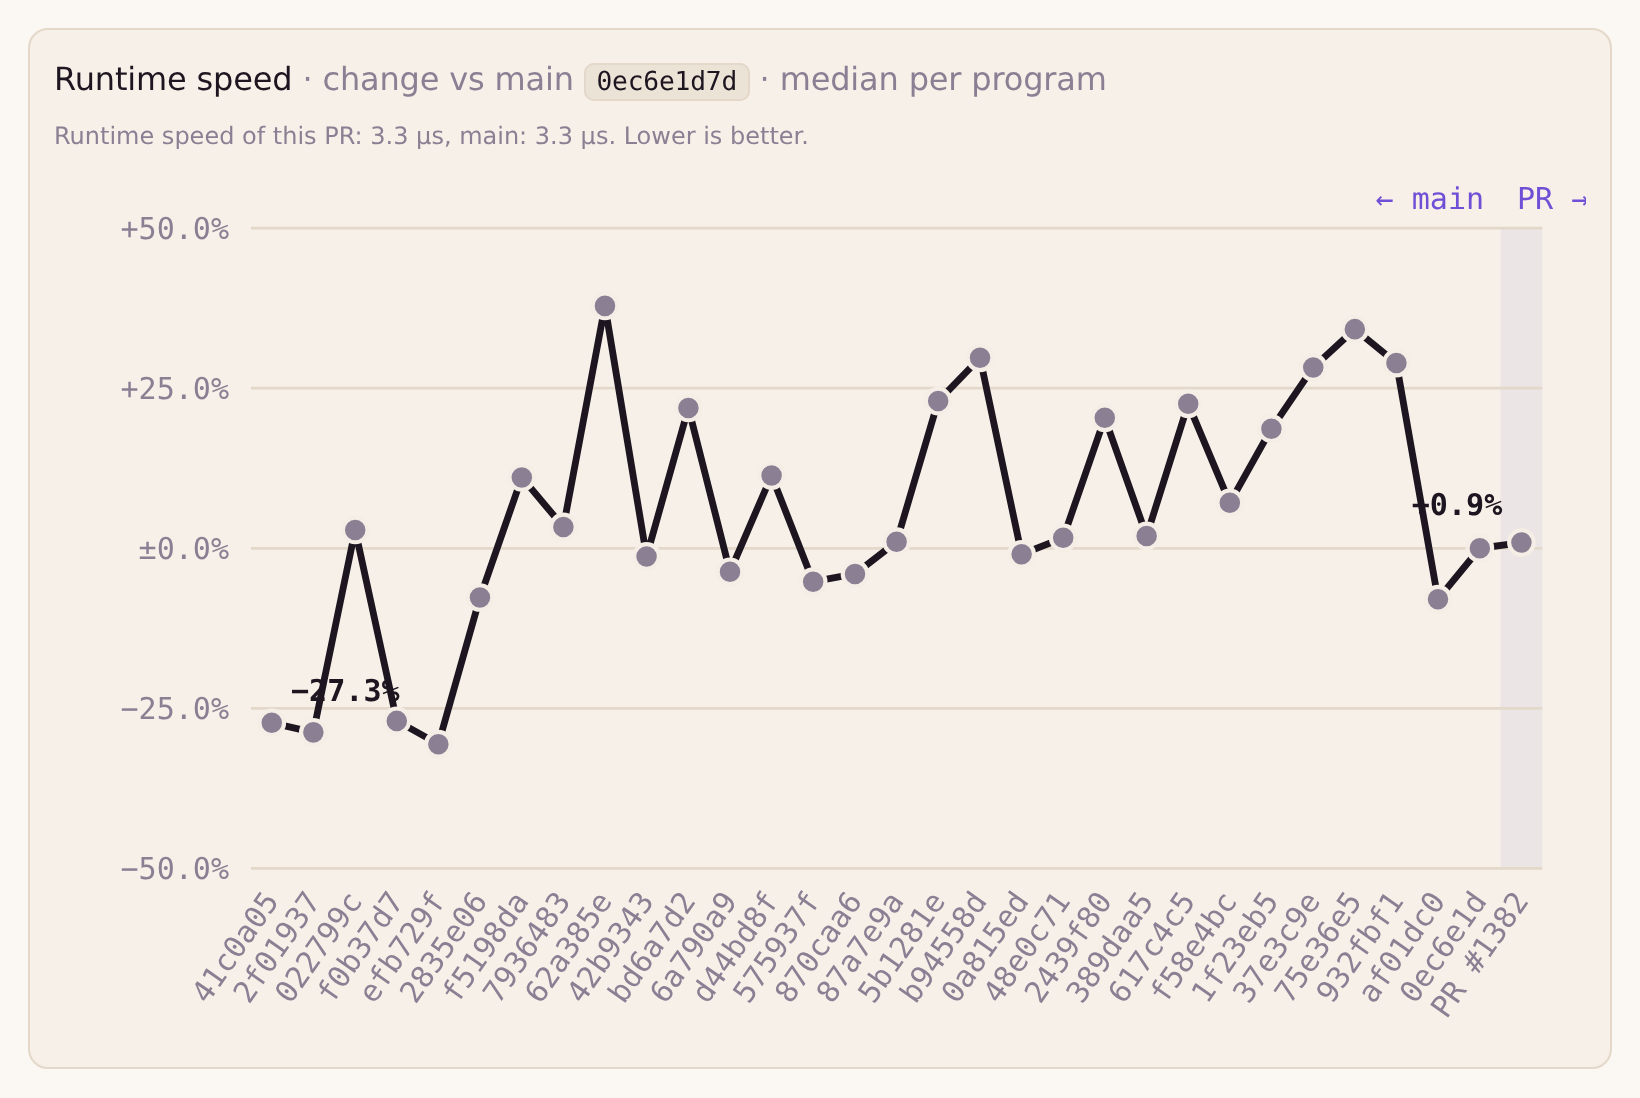 Runtime speed · change vs main 0ec6e1d7d · median per program
Runtime speed of this PR: 3.3 µs, main: 3.3 µs. Lower is better.
← main PR →
+50.0%
+25.0%
±0.0%
−25.0%
−50.0%
−27.3%
+0.9%
41c0a05
2f01937
022799c
f0b37d7
efb729f
2835e06
f5198da
7936483
62a385e
42b9343
bd6a7d2
6a790a9
d44bd8f
575937f
870caa6
87a7e9a
5b1281e
b94558d
0a815ed
48e0c71
2439f80
389daa5
617c4c5
f58e4bc
1f23eb5
37e3c9e
75e36e5
932fbf1
af01dc0
0ec6e1d
PR #1382